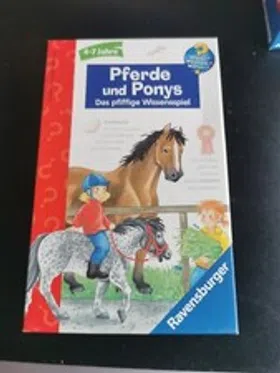 4-7 Jahre
Pferde
und Ponys
Das pfiffige Wissensspiel
Ravensburger